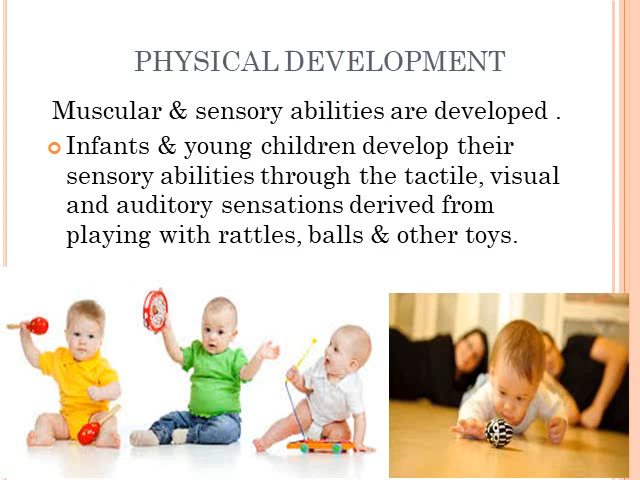 PHYSICAL DEVELOPMENT
Muscular & sensory abilities are developed .
Infants & young children develop their
sensory abilities through the tactile, visual
and auditory sensations derived from
playing with rattles, balls & other toys.